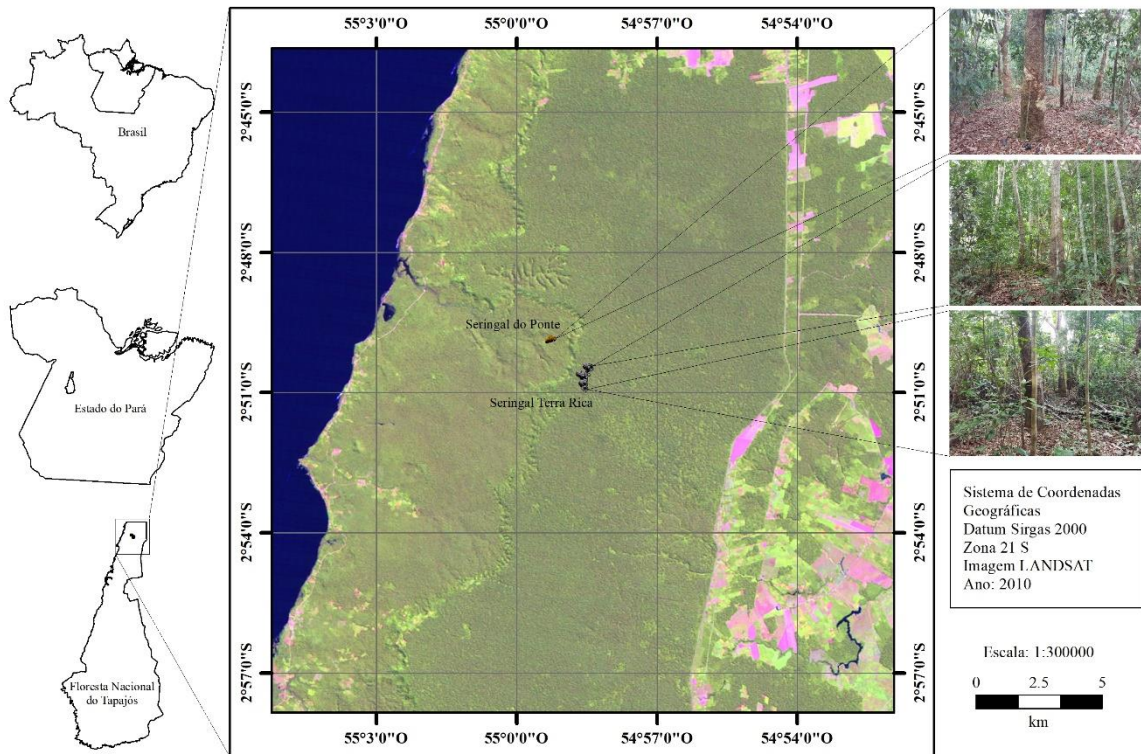 55°3'0"O 55°0'0"O 54°57'0"O 54°54'0"O
Brasil
Estado do Pará
Floresta Nacional
do Tapajós
2°45'0"S 2°45'0"S
2°48'0"S 2°48'0"S
Seringal do Ponte
2°51'0"S 2°51'0"S
Seringal Terra Rica
2°54'0"S 2°54'0"S
2°57'0"S 2°57'0"S
55°3'0"O 55°0'0"O 54°57'0"O 54°54'0"O
Sistema de Coordenadas
Geográficas
Datum Sirgas 2000
Zona 21 S
Imagem LANDSAT
Ano: 2010
Escala: 1:300000
0 2.5 5
km